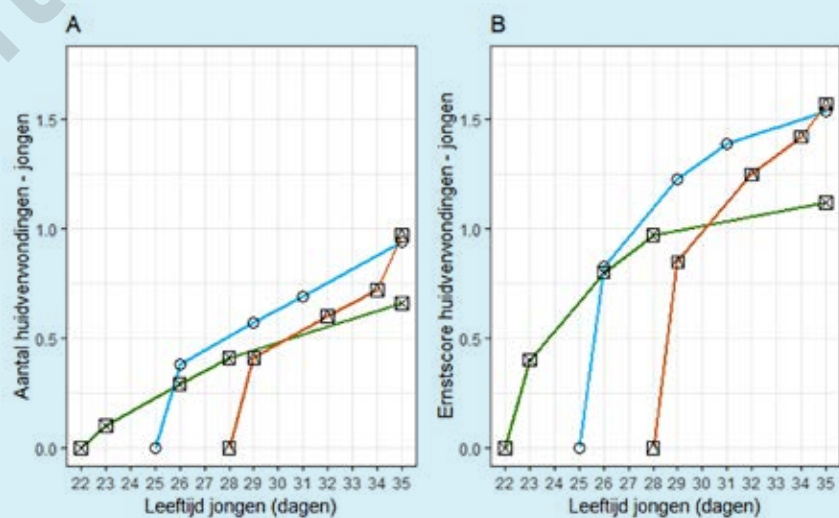 A
Aantal huidverwondingen - jongen
1.5
1.0
0.5
0.0
22 23 24 25 26 27 28 29 30 31 32 33 34 35
Leeftijd jongen (dagen)
B
Ernstscore huidverwondingen - jongen
1.5
1.0
0.5
0.0
22 23 24 25 26 27 28 29 30 31 32 33 34 35
Leeftijd jongen (dagen)